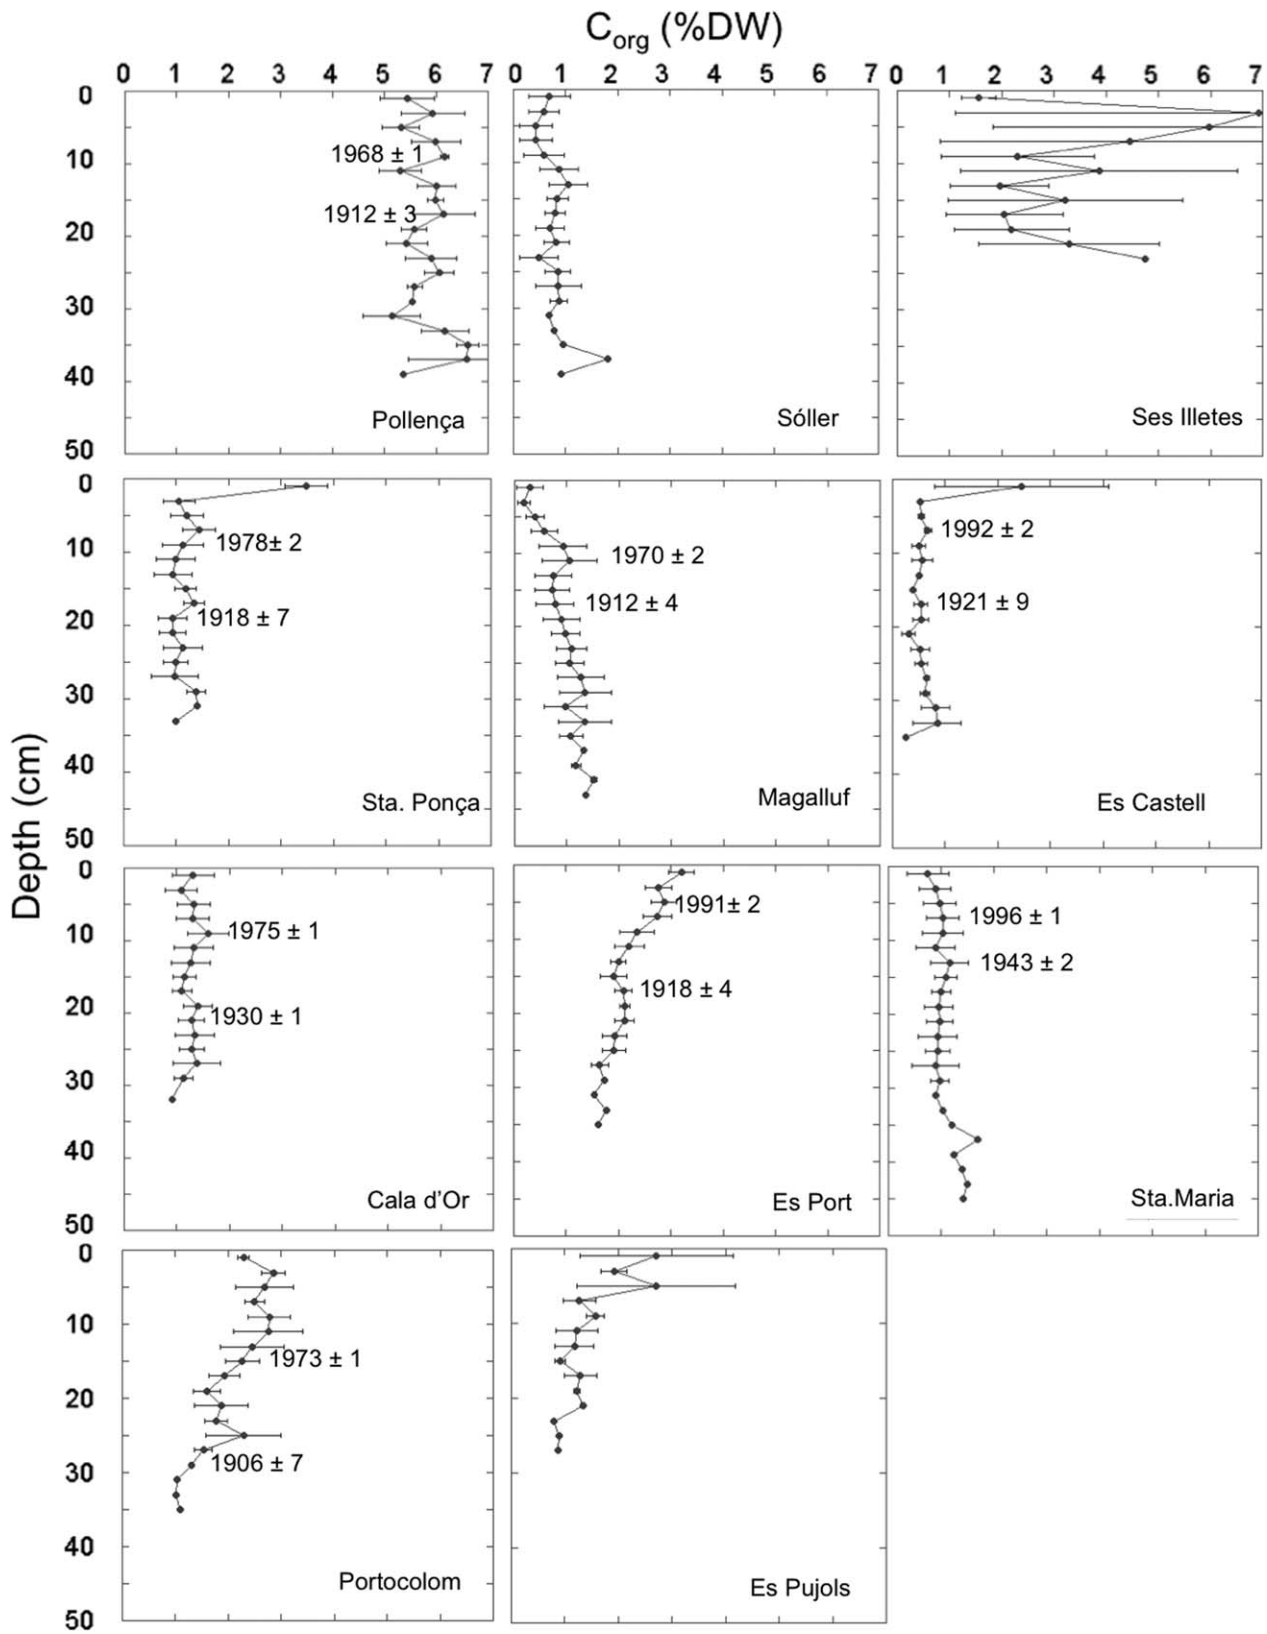 C_org (%DW)
0 1 2 3 4 5 6 7 0 1 2 3 4 5 6 7 0 1 2 3 4 5 6 7
0
10
20
30
40
50
1968 ± 1
1912 ± 3
Pollença
Sóller
Ses Illetes
0
10
20
30
40
50
1978± 2
1918 ± 7
Sta. Ponça
1970 ± 2
1912 ± 4
Magalluf
1992 ± 2
1921 ± 9
Es Castell
Depth (cm)
0
10
20
30
40
50
1975 ± 1
1930 ± 1
Cala d'Or
1991± 2
1918 ± 4
Es Port
1996 ± 1
1943 ± 2
Sta.Maria
0
10
20
30
40
50
1973 ± 1
1906 ± 7
Portocolom
Es Pujols